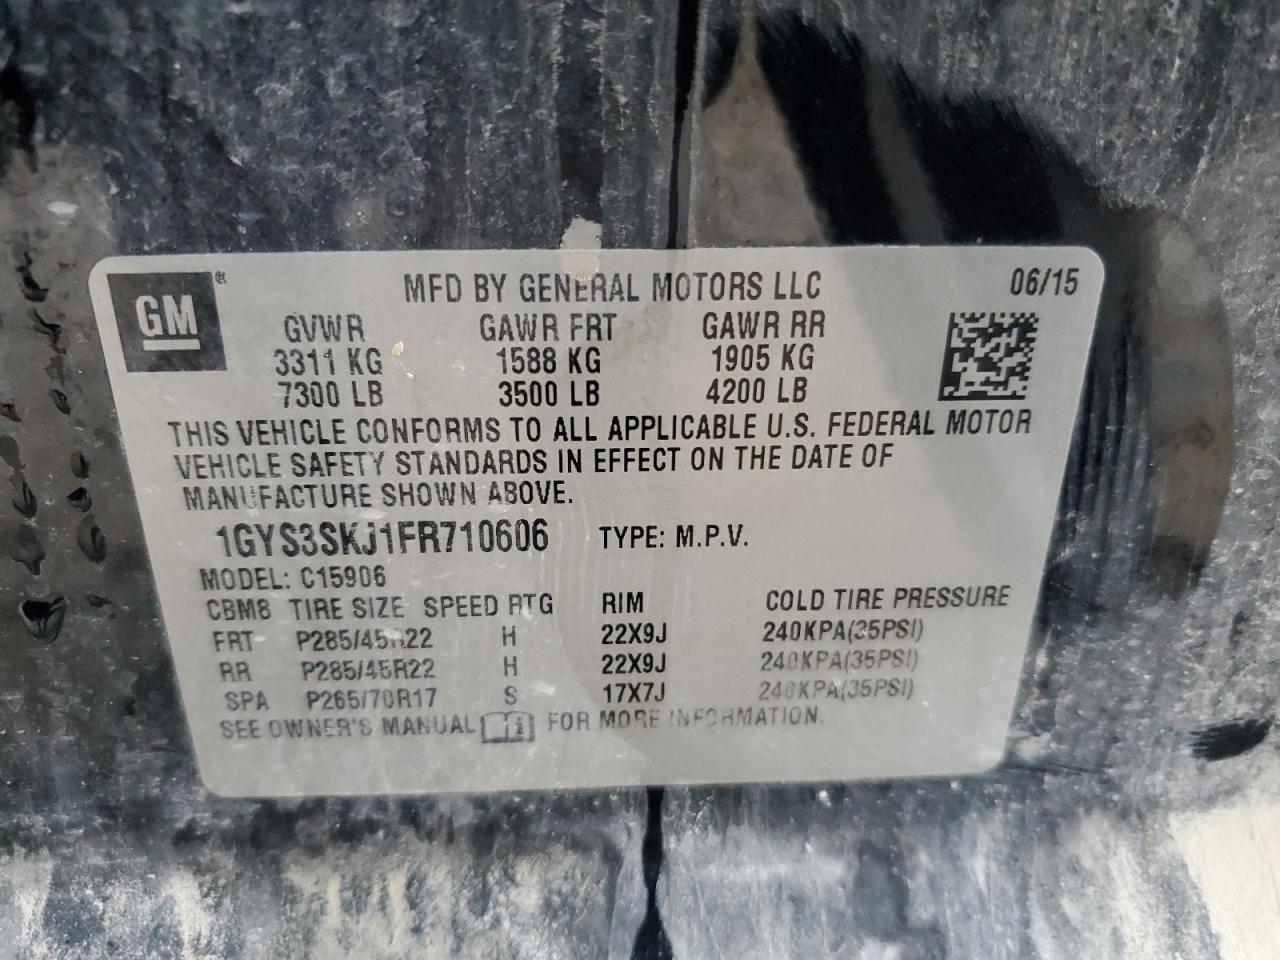 GM ® MFD BY GENERAL MOTORS LLC 06/15
GVWR GAWR FRT GAWR RR
3311 KG 1588 KG 1905 KG
7300 LB 3500 LB 4200 LB
THIS VEHICLE CONFORMS TO ALL APPLICABLE U.S. FEDERAL MOTOR
VEHICLE SAFETY STANDARDS IN EFFECT ON THE DATE OF
MANUFACTURE SHOWN ABOVE.
1GYS3SKJ1FR710606 TYPE: M.P.V.
MODEL: C15906
CBM8 TIRE SIZE SPEED RTG RIM COLD TIRE PRESSURE
FRT P285/45R22 H 22X9J 240KPA(35PSI)
RR P285/45R22 H 22X9J 240KPA(35PSI)
SPA P265/70R17 S 17X7J 240KPA(35PSI)
SEE OWNER'S MANUAL FOR MORE INFORMATION.